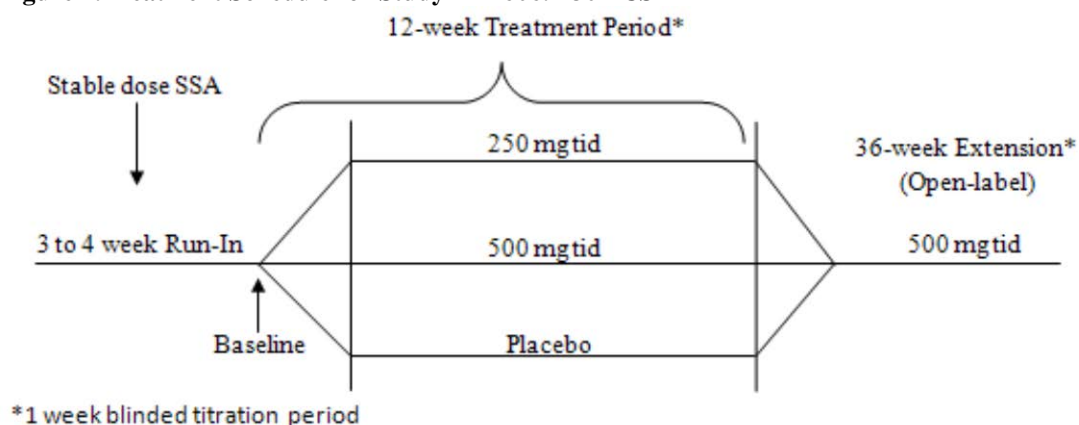 12-week Treatment Period*
Stable dose SSA
250 mg tid
36-week Extension*
(Open-label)
3 to 4 week Run-In
500 mg tid
500 mg tid
Baseline
Placebo
*1 week blinded titration period